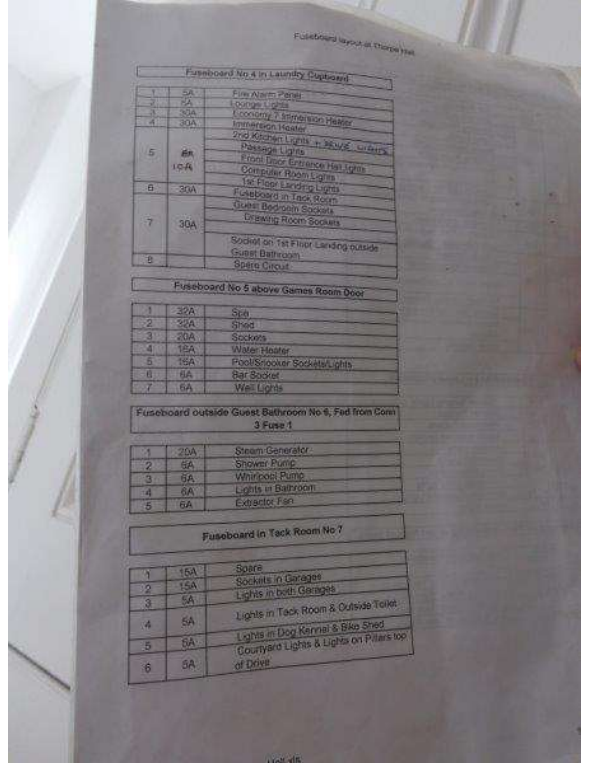 Fuseboard layout at Thorpe Hall
Fuseboard No 4 in Laundry Cupboard
1 5A Fire Alarm Panel
2 5A Lounge Lights
3 30A Economy 7 Immersion Heater
4 30A Immersion Heater
5 10A 2nd Kitchen Lights
Passage Lights
Front Door Entrance Hall lights
Computer Room Lights
1st Floor Landing Lights
6 30A Fuseboard in Tack Room
7 30A Guest Bedroom Sockets
Drawing Room Sockets
Socket on 1st Floor Landing outside
Guest Bathroom
8 Spare Circuit
Fuseboard No 5 above Games Room Door
1 32A Spa
2 32A Shed
3 20A Sockets
4 16A Water Heater
5 16A Pool/Snooker Sockets/Lights
6 6A Bar Socket
7 6A Wall Lights
Fuseboard outside Guest Bathroom No 6, Fed from Conn
3 Fuse 1
1 20A Steam Generator
2 6A Shower Pump
3 6A Whirlpool Pump
4 6A Lights in Bathroom
5 6A Extractor Fan
Fuseboard in Tack Room No 7
1 15A Spare
2 15A Sockets in Garages
3 5A Lights in both Garages
4 5A Lights in Tack Room & Outside Toilet
5 5A Lights in Dog Kennel & Bike Shed
6 5A Courtyard Lights & Lights on Pillars top
of Drive